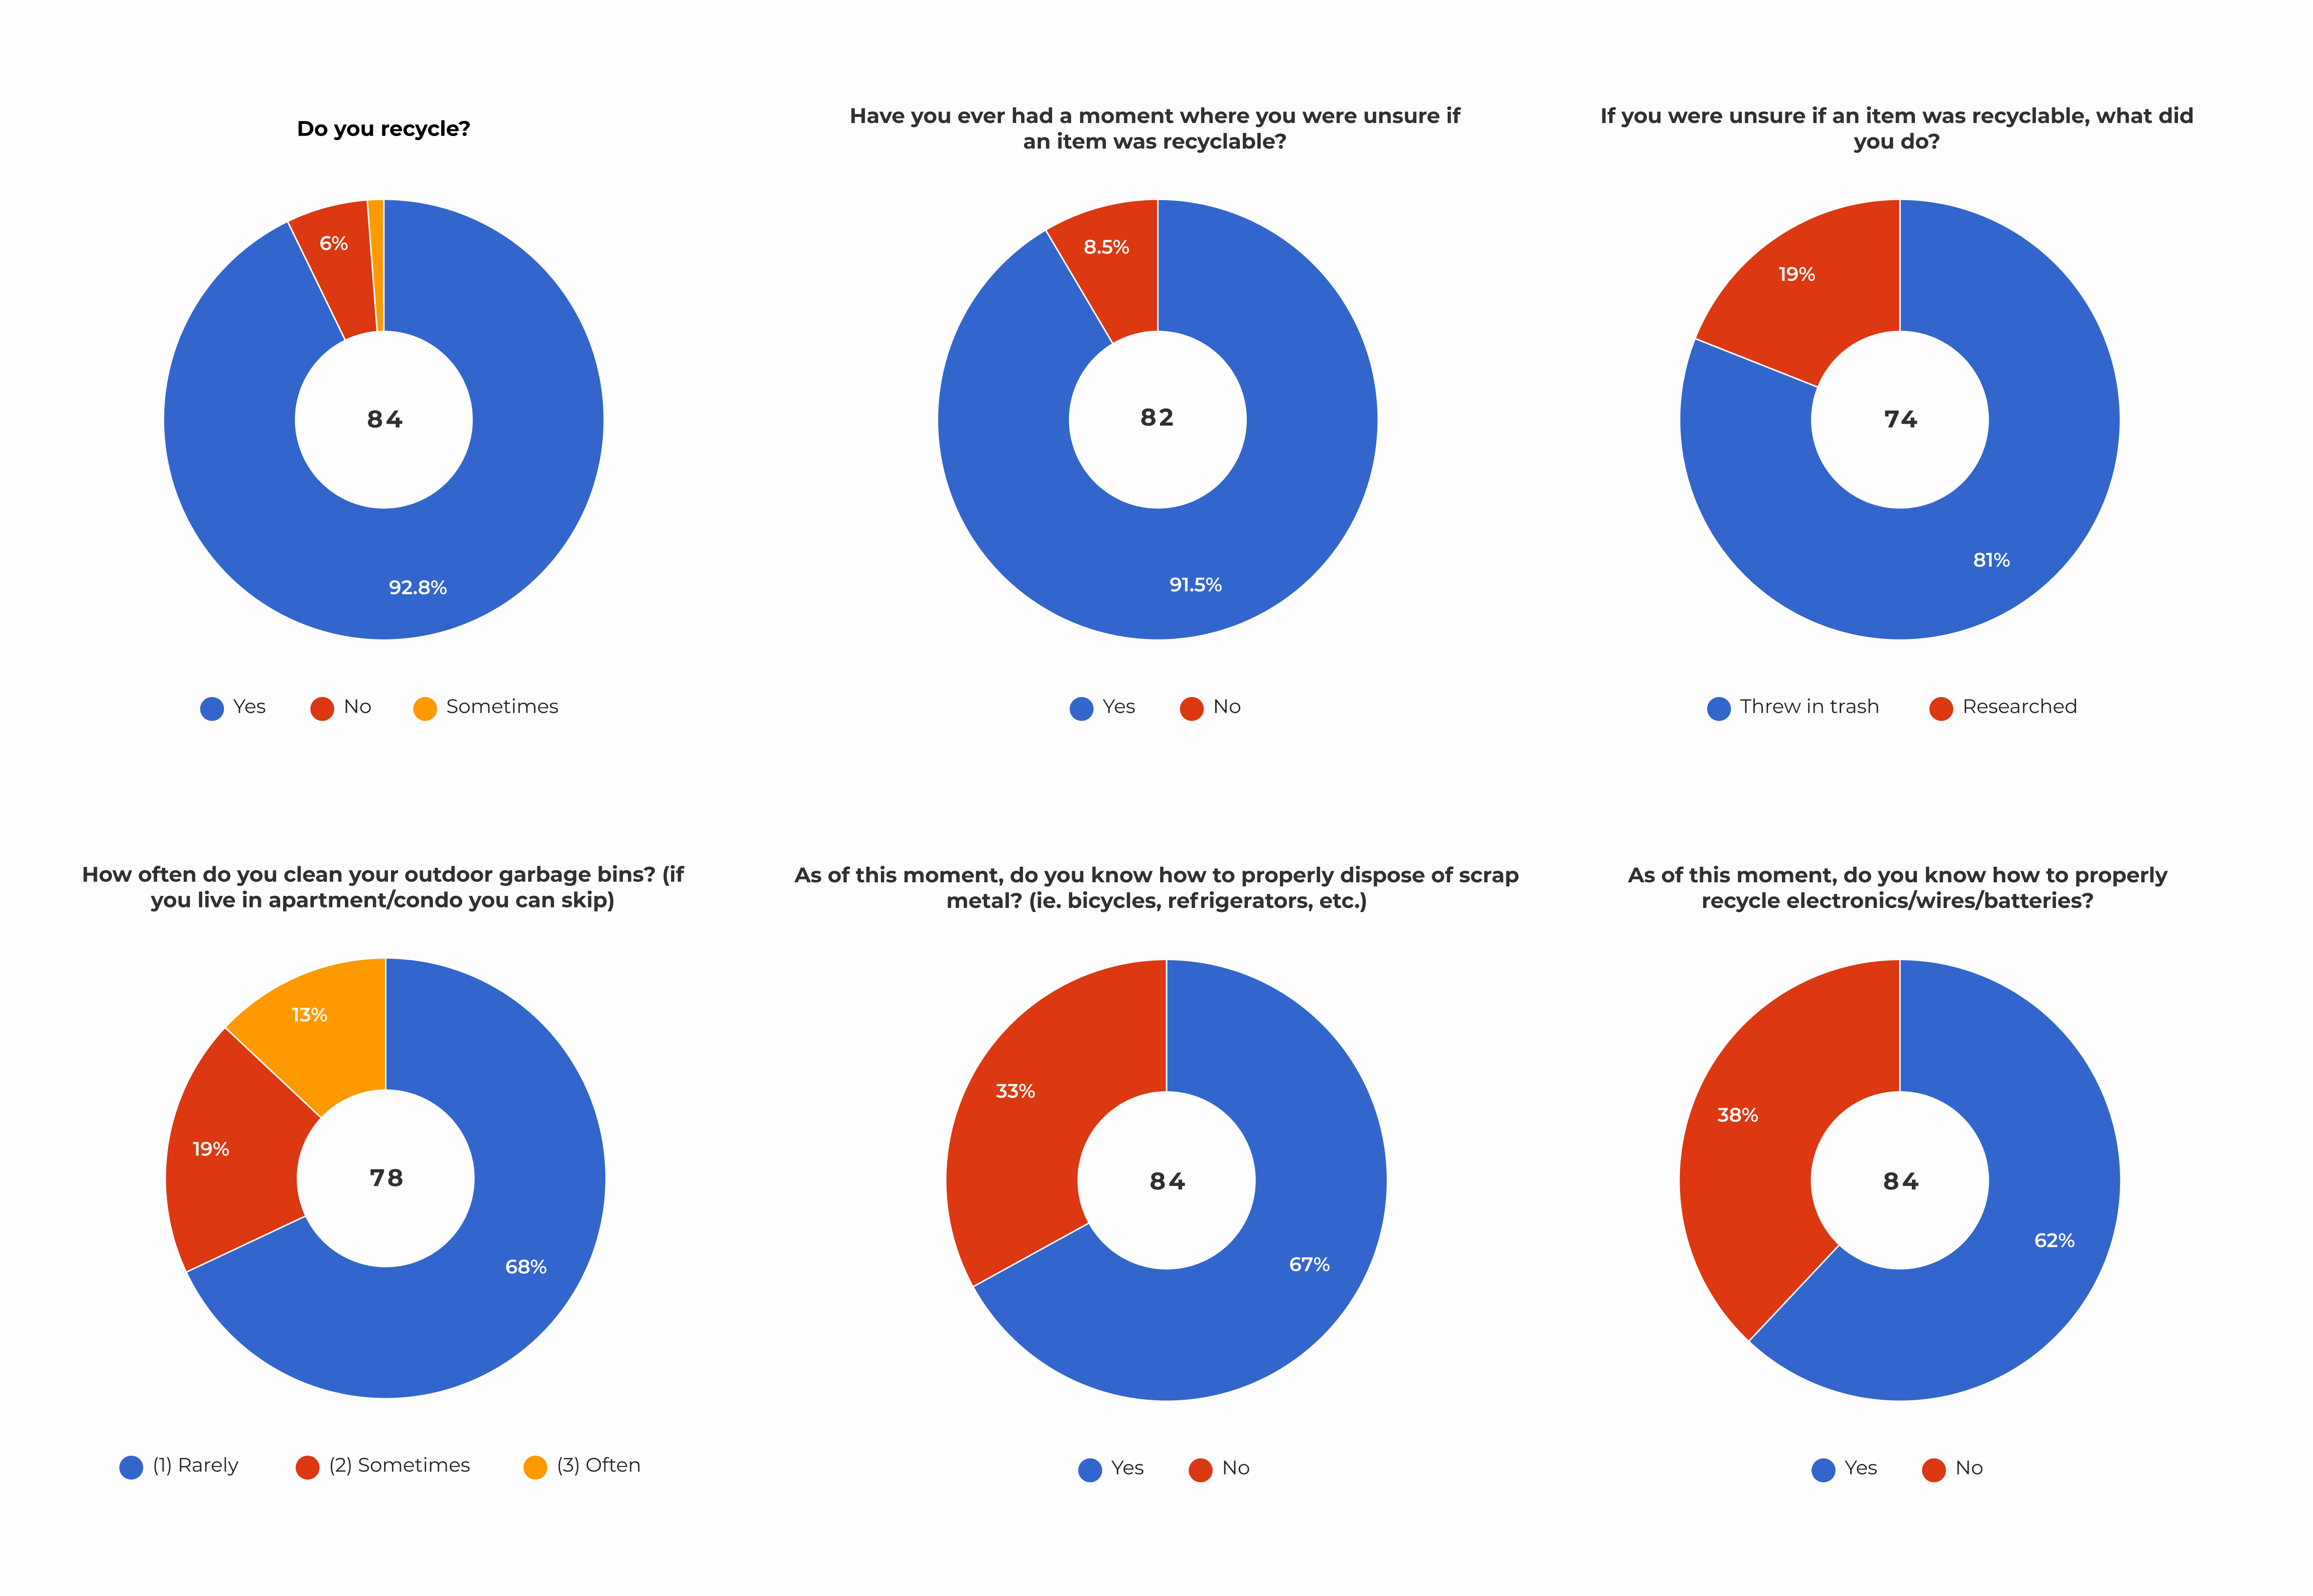 Do you recycle?
6%
84
92.8%
Yes No Sometimes
Have you ever had a moment where you were unsure if
an item was recyclable?
8.5%
82
91.5%
Yes No
If you were unsure if an item was recyclable, what did
you do?
19%
74
81%
Threw in trash Researched
How often do you clean your outdoor garbage bins? (if
you live in apartment/condo you can skip)
13%
19%
78
68%
(1) Rarely (2) Sometimes (3) Often
As of this moment, do you know how to properly dispose of scrap
metal? (ie. bicycles, refrigerators, etc.)
33%
84
67%
Yes No
As of this moment, do you know how to properly
recycle electronics/wires/batteries?
38%
84
62%
Yes No